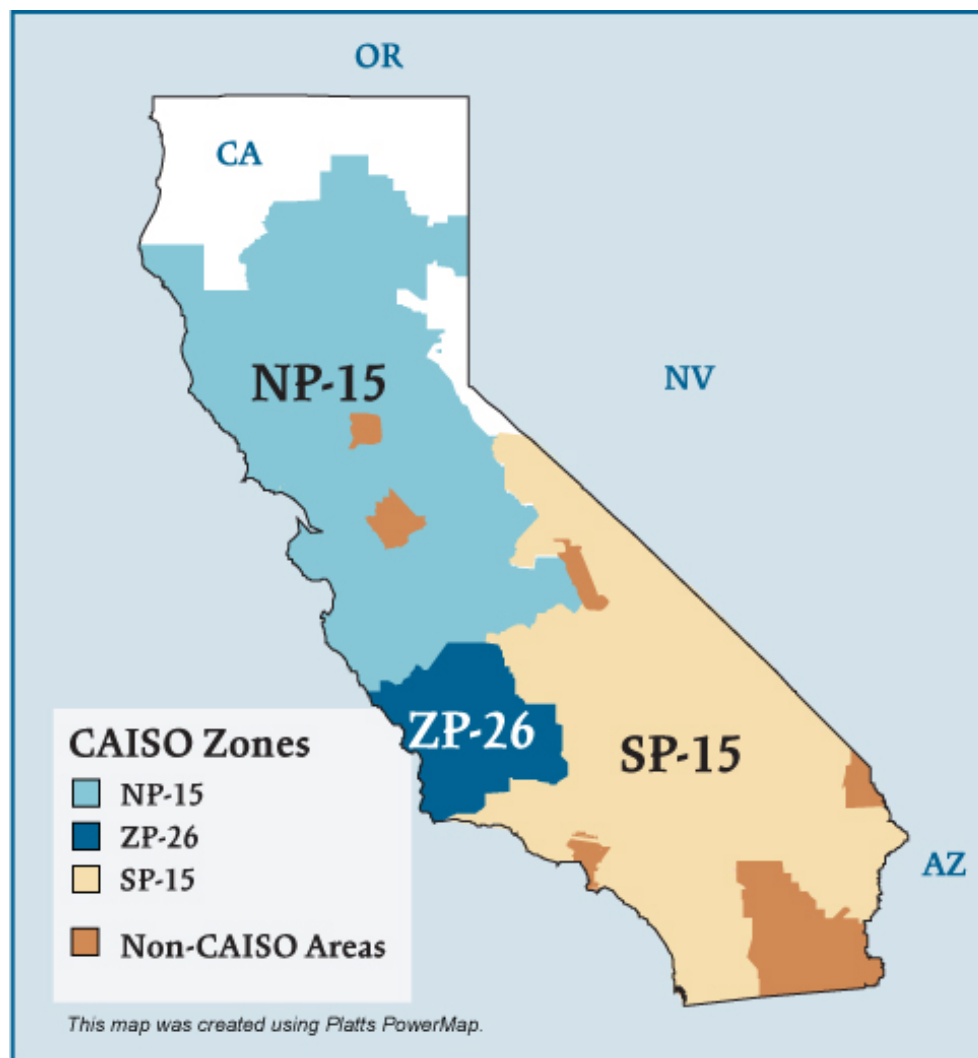 OR
CA
NP-15
NV
ZP-26
SP-15
AZ
CAISO Zones
NP-15
ZP-26
SP-15
Non-CAISO Areas
This map was created using Platts PowerMap.